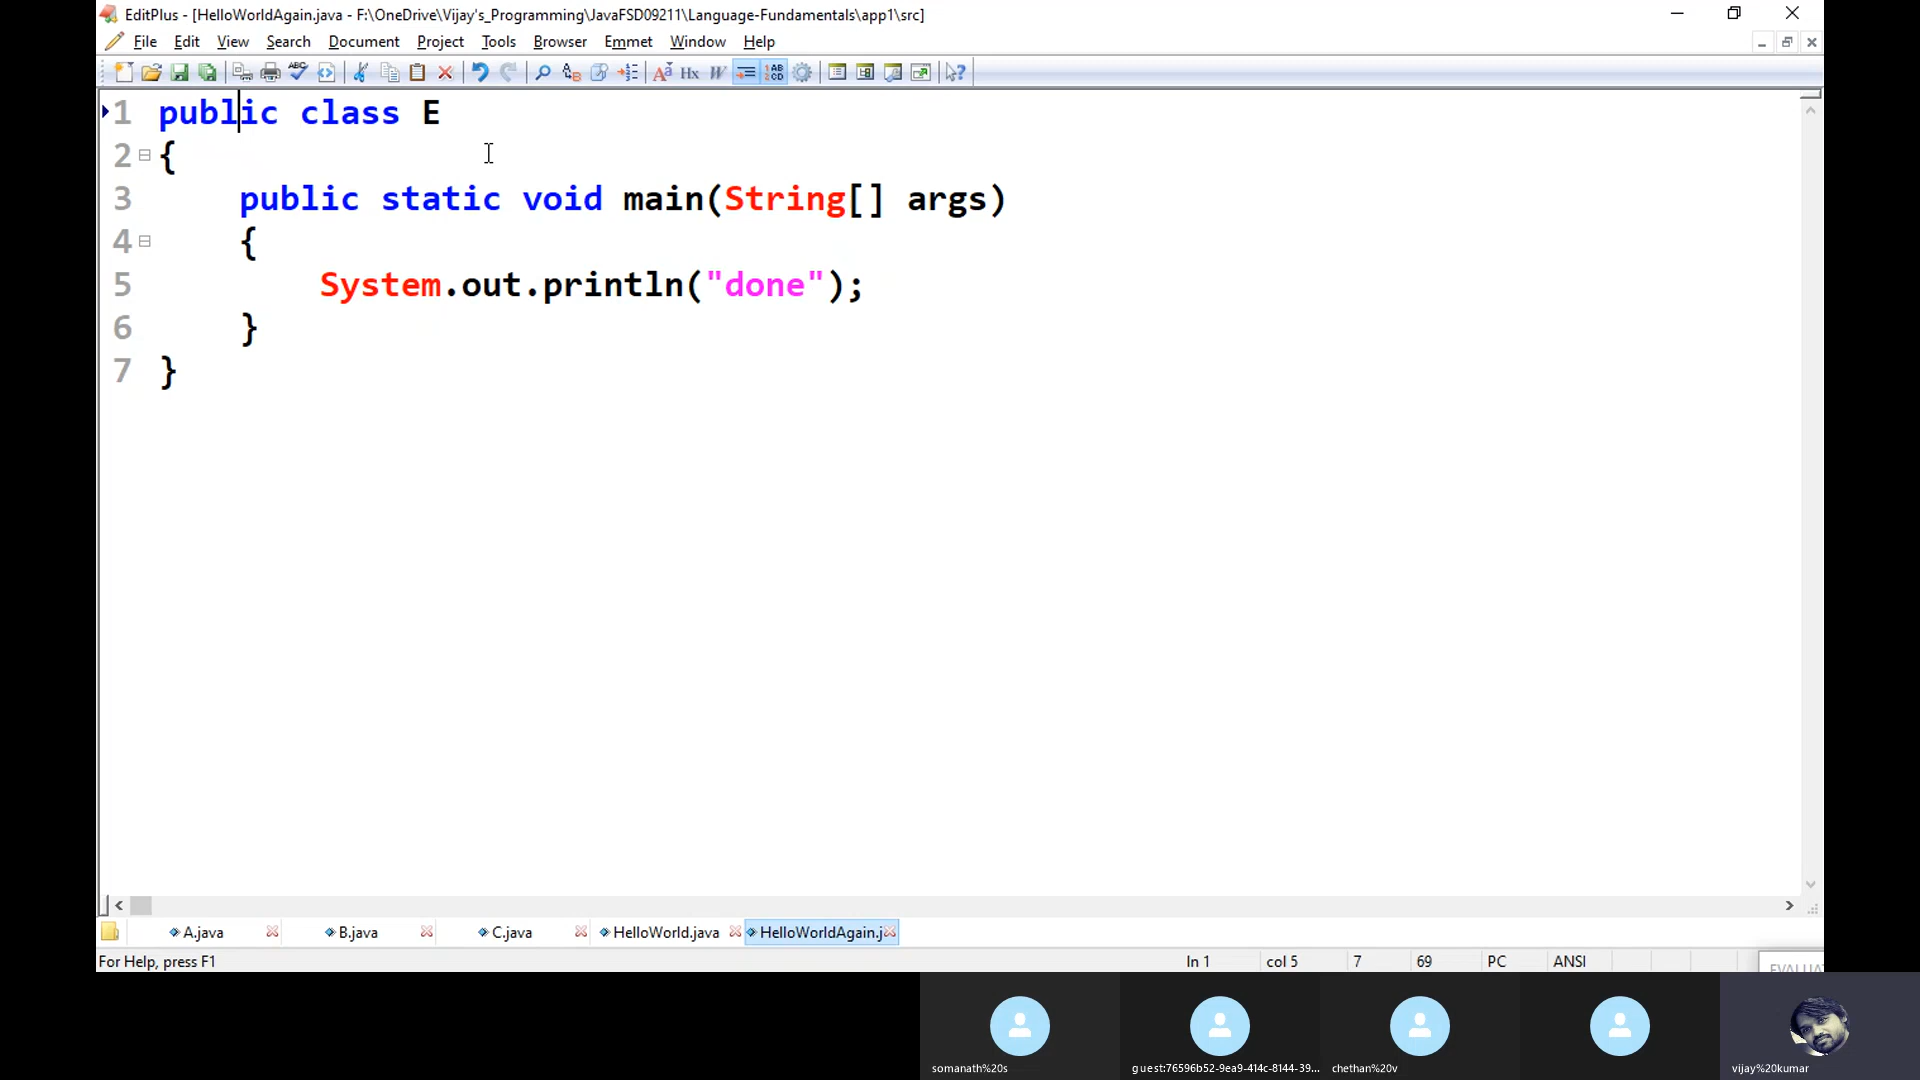 EditPlus - [HelloWorldAgain.java - F:\OneDrive\Vijay's_Programming\JavaFSD09211\Language-Fundamentals\app1\src]
File Edit View Search Document Project Tools Browser Emmet Window Help
1 public class E
2 {
3 public static void main(String[] args)
4 {
5 System.out.println("done");
6 }
7 }
A.java B.java C.java HelloWorld.java HelloWorldAgain.j
For Help, press F1 ln 1 col 5 7 69 PC ANSI
EVALUA
somanath%20s guest:76596b52-9ea9-414c-8144-39... chethan%20v vijay%20kumar